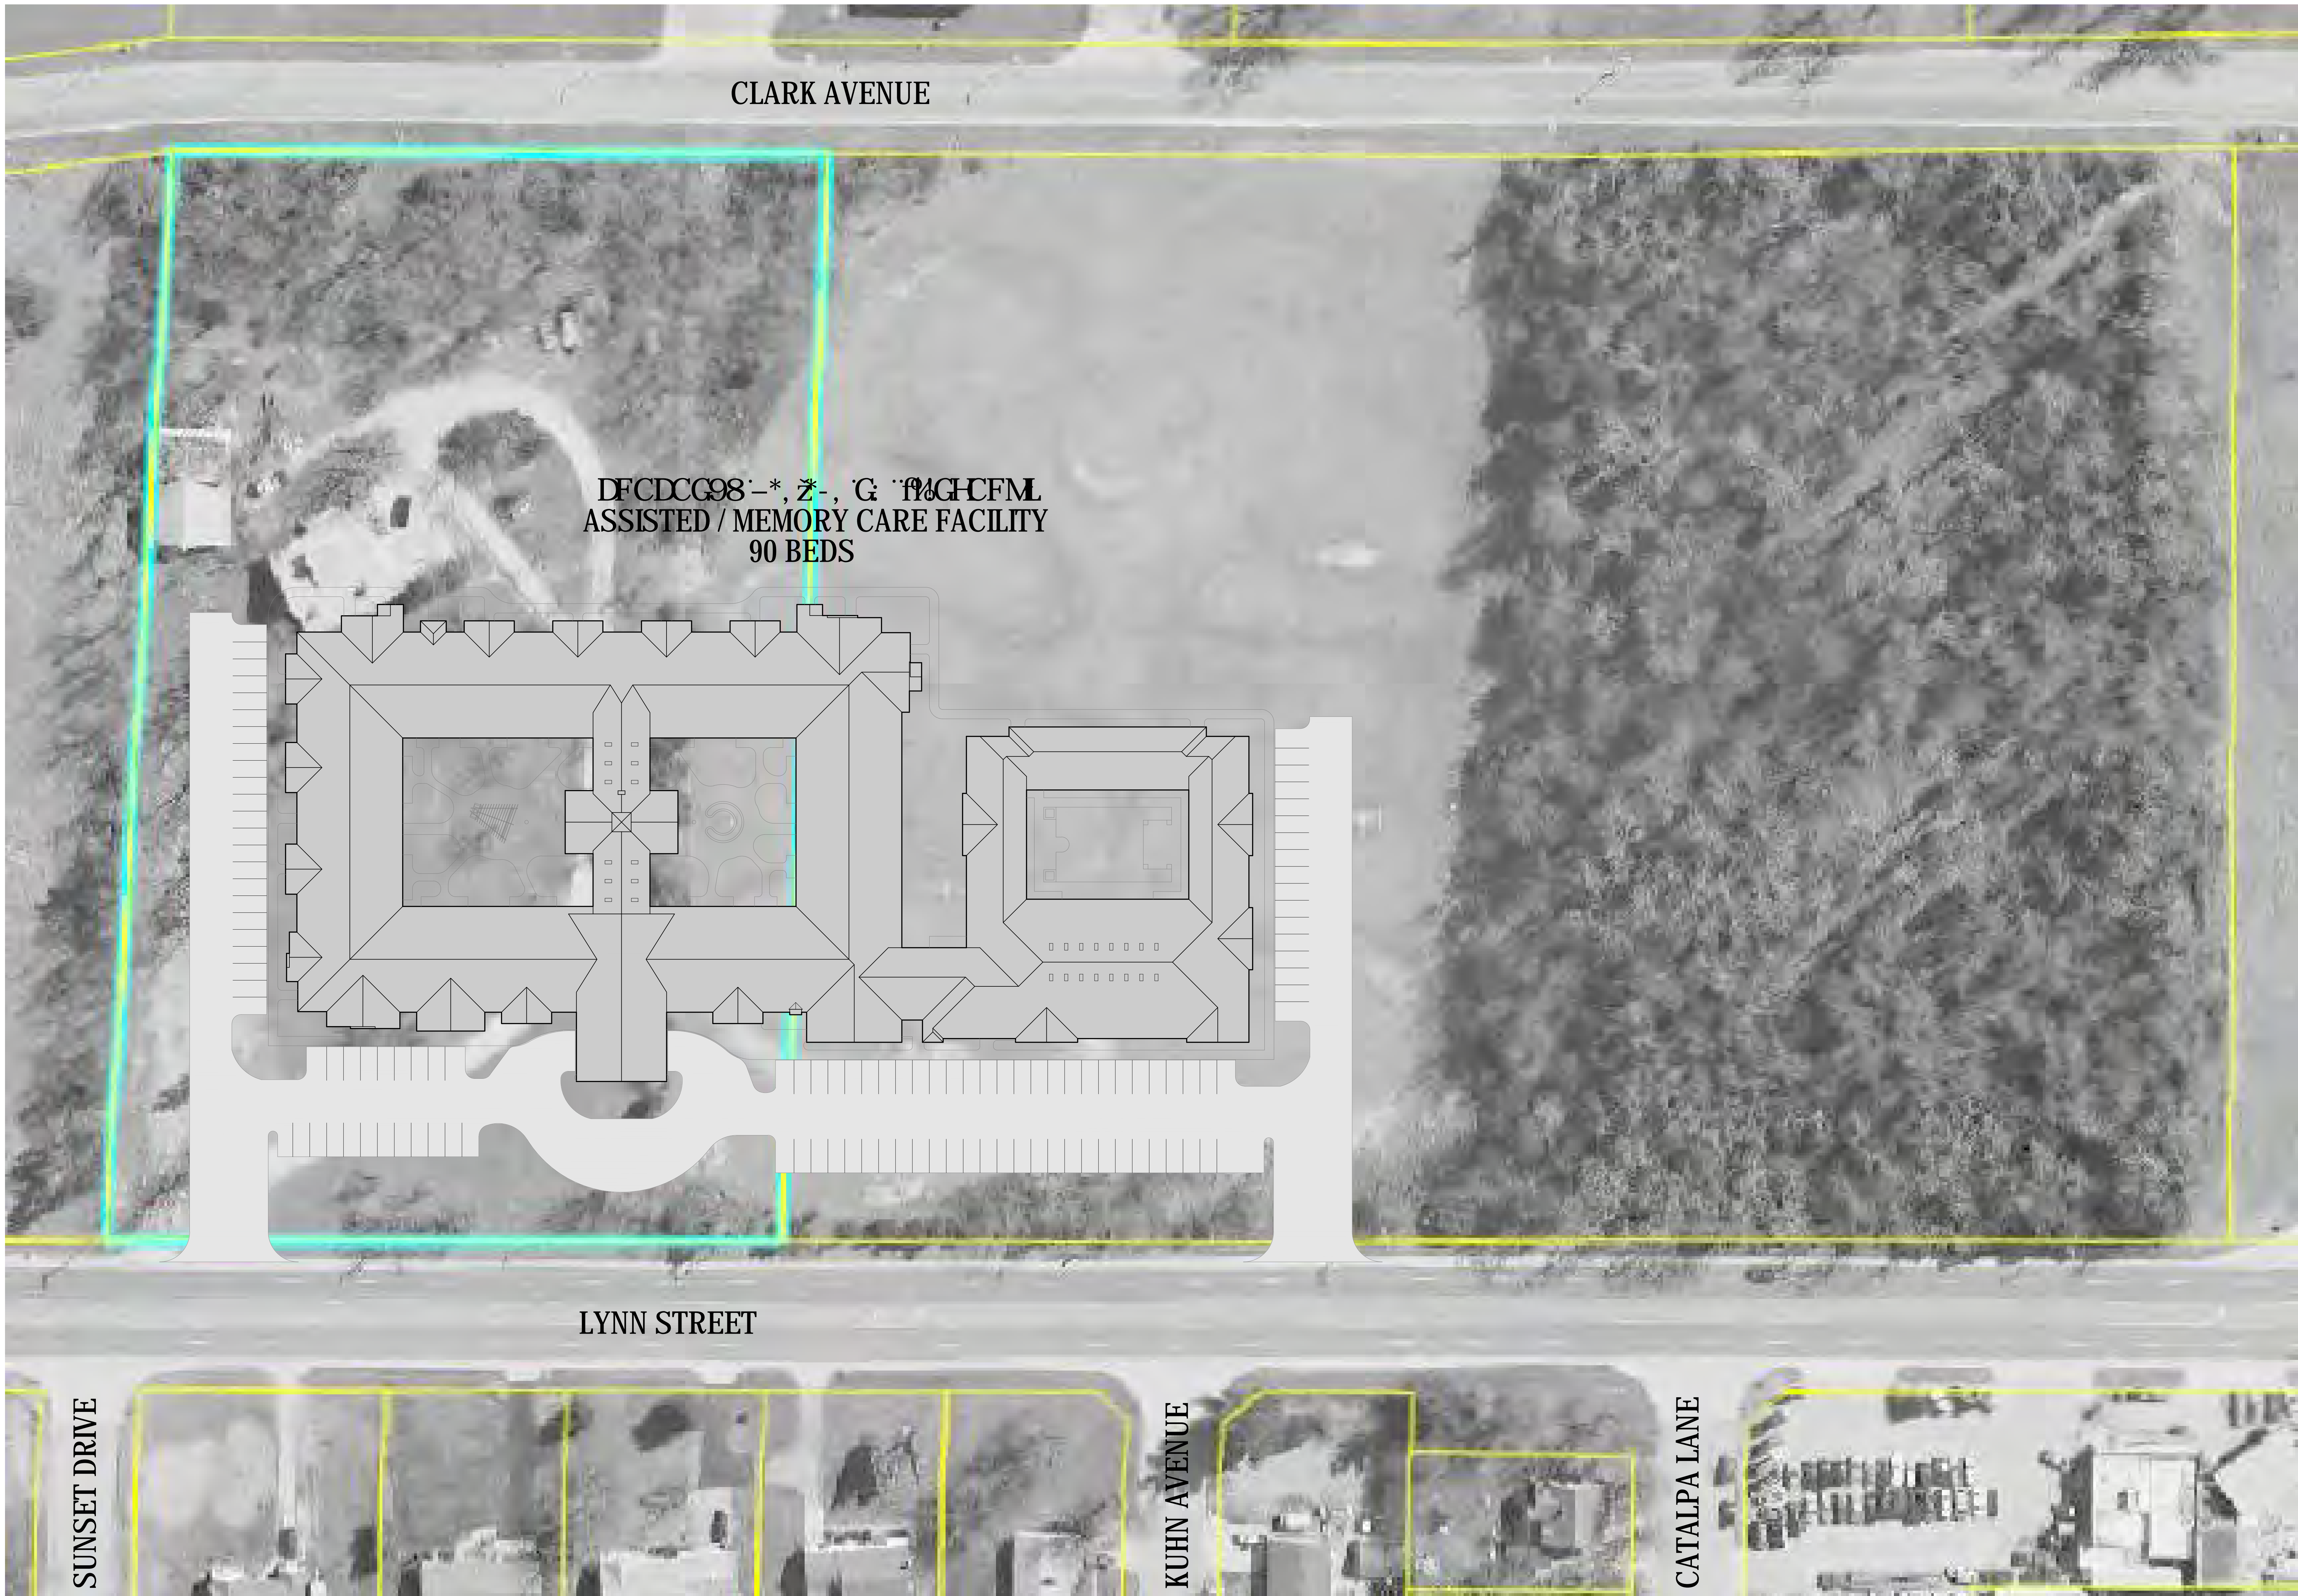 CLARK AVENUE
ASSISTED / MEMORY CARE FACILITY
90 BEDS
LYNN STREET
SUNSET DRIVE
KUHN AVENUE
CATALPA LANE